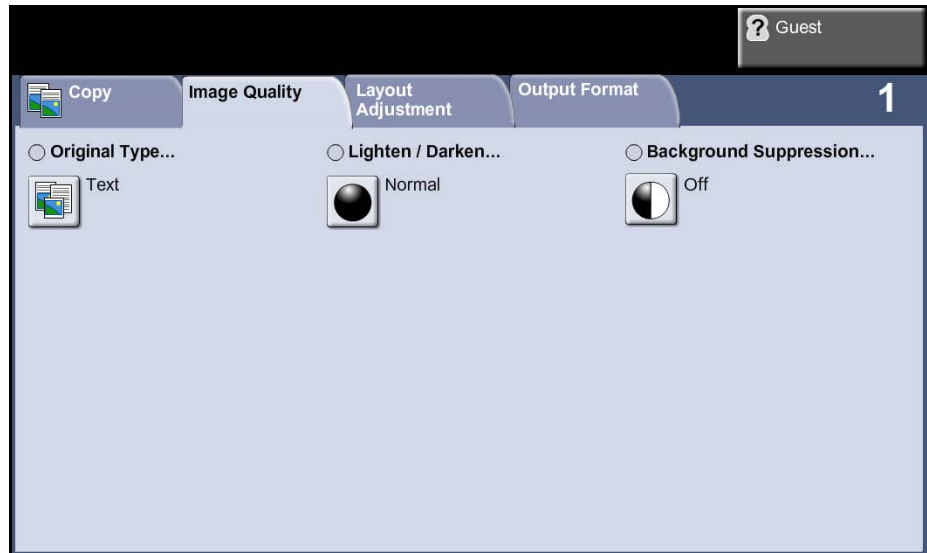 Guest
Copy
Image Quality
Layout
Adjustment
Output Format
1
Original Type...
Lighten / Darken...
Background Suppression...
Text
Normal
Off